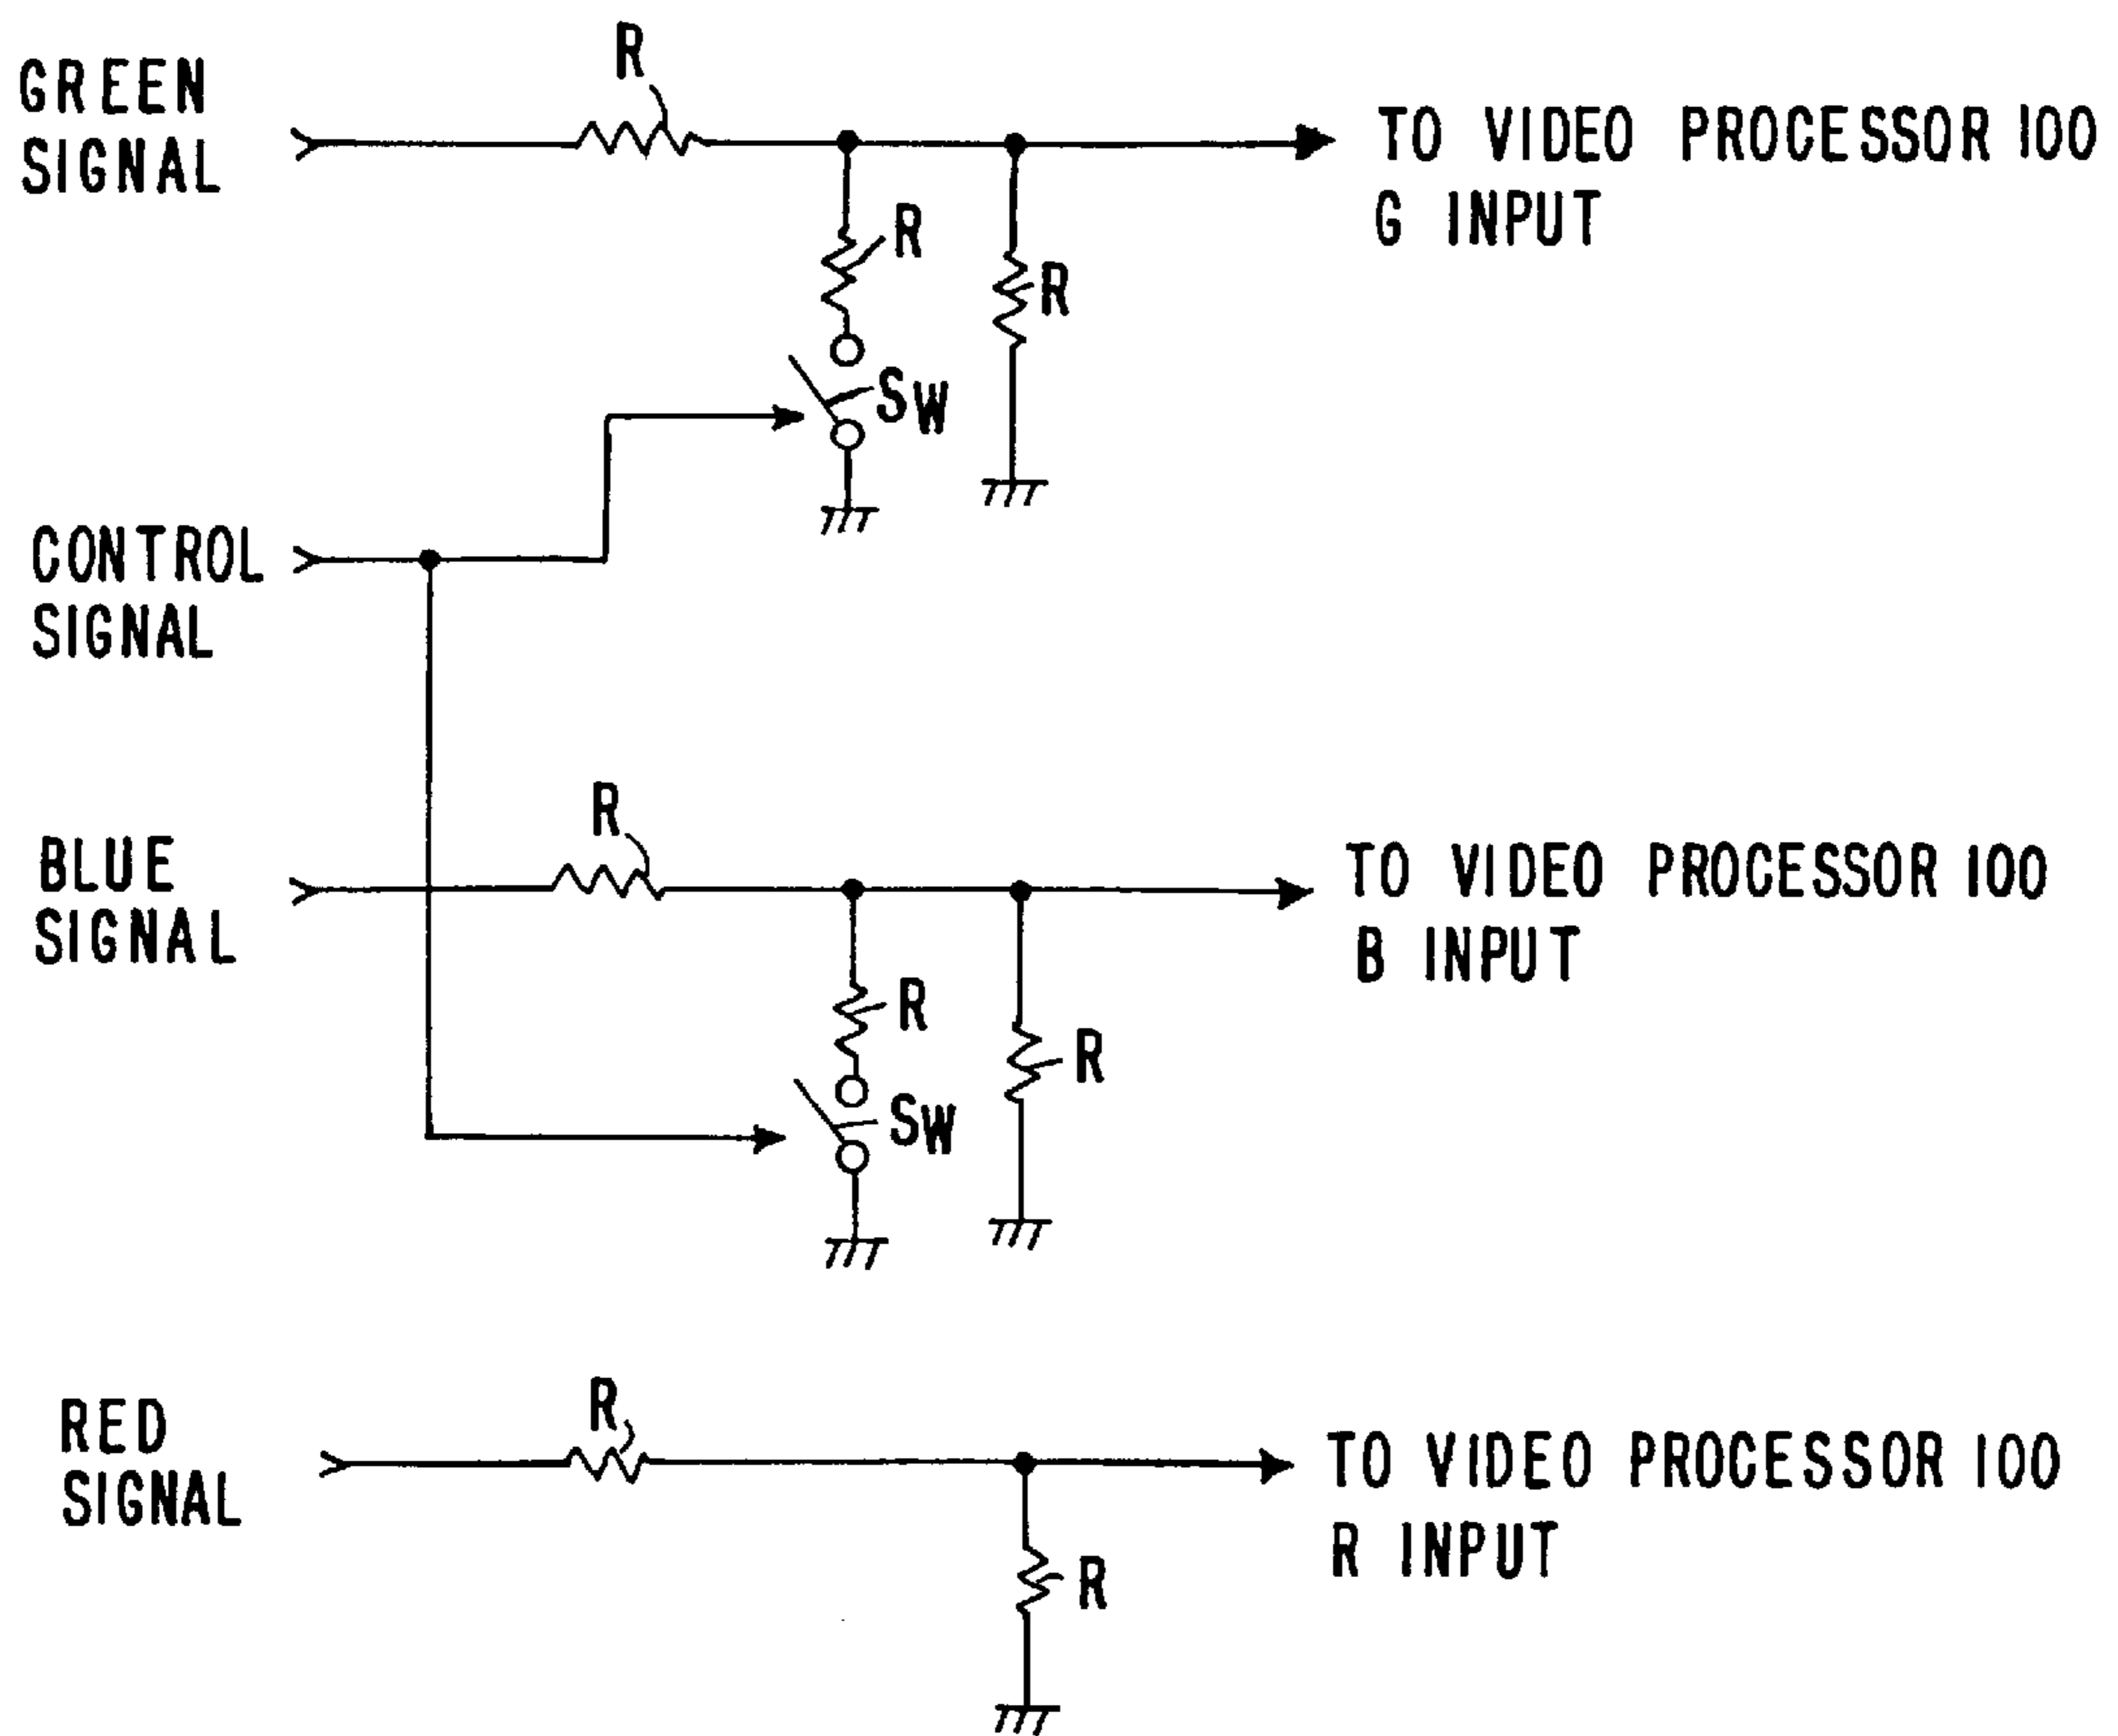 GREEN
SIGNAL
R
TO VIDEO PROCESSOR 100
G INPUT
R
R
SW
CONTROL
SIGNAL
BLUE
SIGNAL
R
TO VIDEO PROCESSOR 100
B INPUT
R
R
SW
RED
SIGNAL
R
TO VIDEO PROCESSOR 100
R INPUT
R